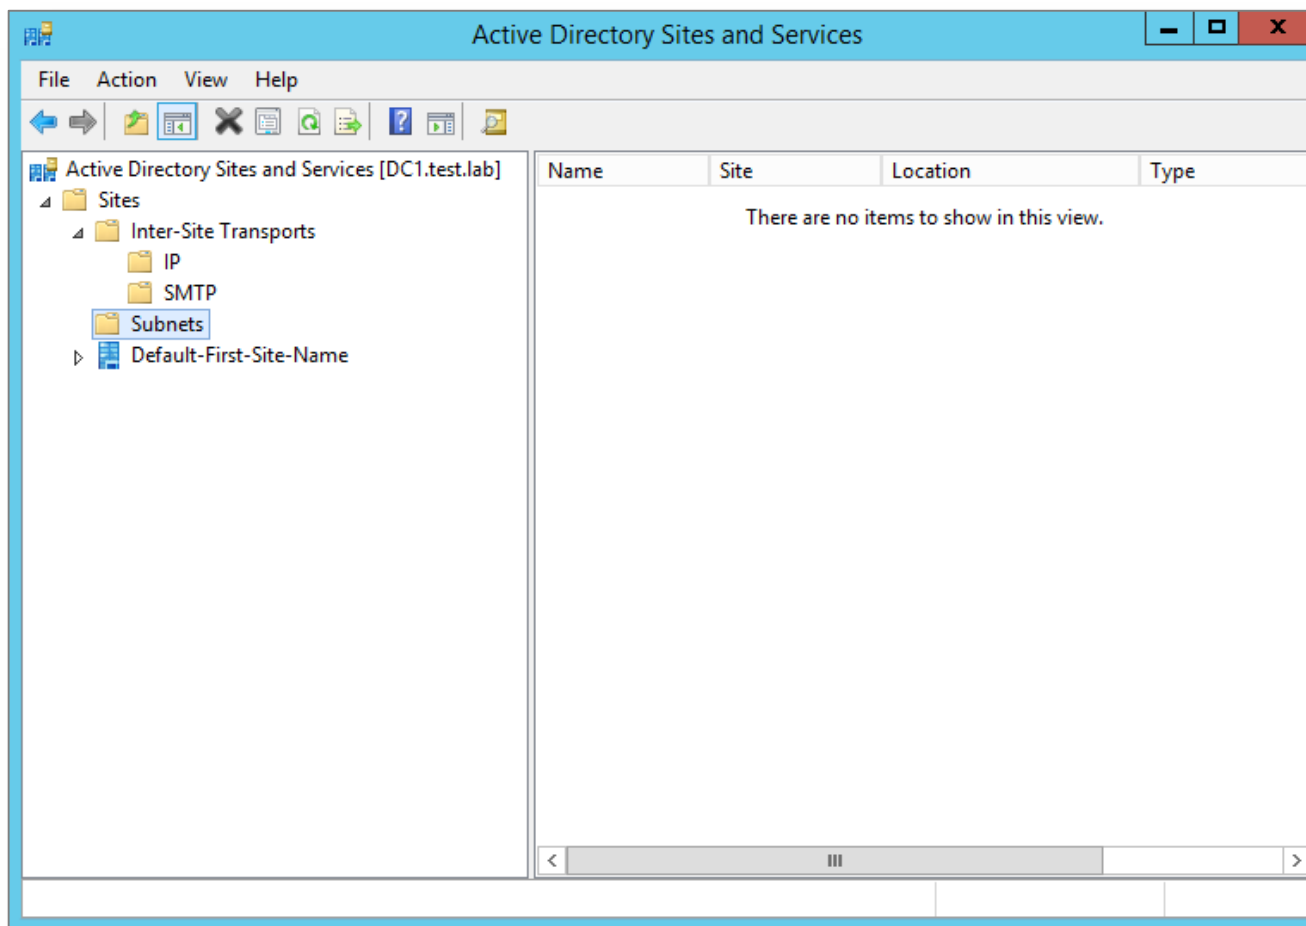 Active Directory Sites and Services
File Action View Help
Active Directory Sites and Services [DC1.test.lab]
Sites
Inter-Site Transports
IP
SMTP
Subnets
Default-First-Site-Name
Name Site Location Type
There are no items to show in this view.